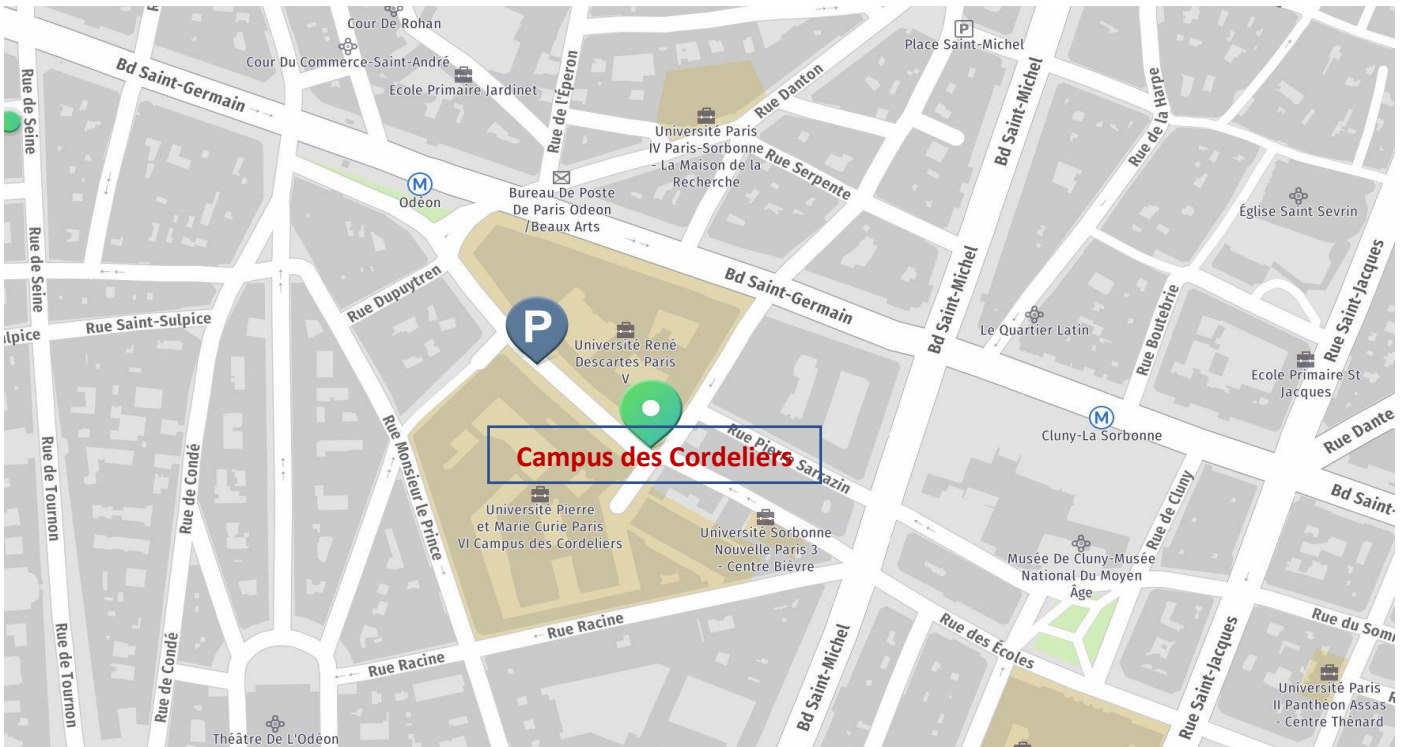 Cour De Rohan
P
Place Saint-Michel
Cour Du Commerce-Saint-André
Bd Saint-Germain
Ecole Primaire Jardinet
Rue de l'Éperon
Rue Danton
Bd Saint-Michel
Rue de la Harpe
Rue de Seine
Université Paris
IV Paris-Sorbonne
- La Maison de la
Recherche
Rue Serpente
M
Odéon
Bureau De Poste
De Paris Odeon
/Beaux Arts
Église Saint Sevrin
Rue de Seine
Rue Dupuytren
Bd Saint-Germain
Bd Saint-Michel
Rue Saint-Jacques
Rue Boutebrie
Le Quartier Latin
ulpice
Rue Saint-Sulpice
P
Université René
Descartes Paris
V
Ecole Primaire St
Jacques
M
Cluny-La Sorbonne
Rue Dante
Rue Pierre Sarrazin
Campus des Cordeliers
Rue Monsieur le Prince
Rue de Condé
Rue de Tournon
Bd Saint-
Rue de Cluny
Université Pierre
et Marie Curie Paris
VI Campus des Cordeliers
Université Sorbonne
Nouvelle Paris 3
- Centre Bièvre
Musée De Cluny-Musée
National Du Moyen
Âge
Rue Racine
Rue Racine
Rue des Écoles
Rue du Som
Rue de Tournon
Rue de Condé
Bd Saint-Michel
Rue Saint-Jacques
Université Paris
II Panthéon Assas
- Centre Thénard
Théâtre De L'Odéon